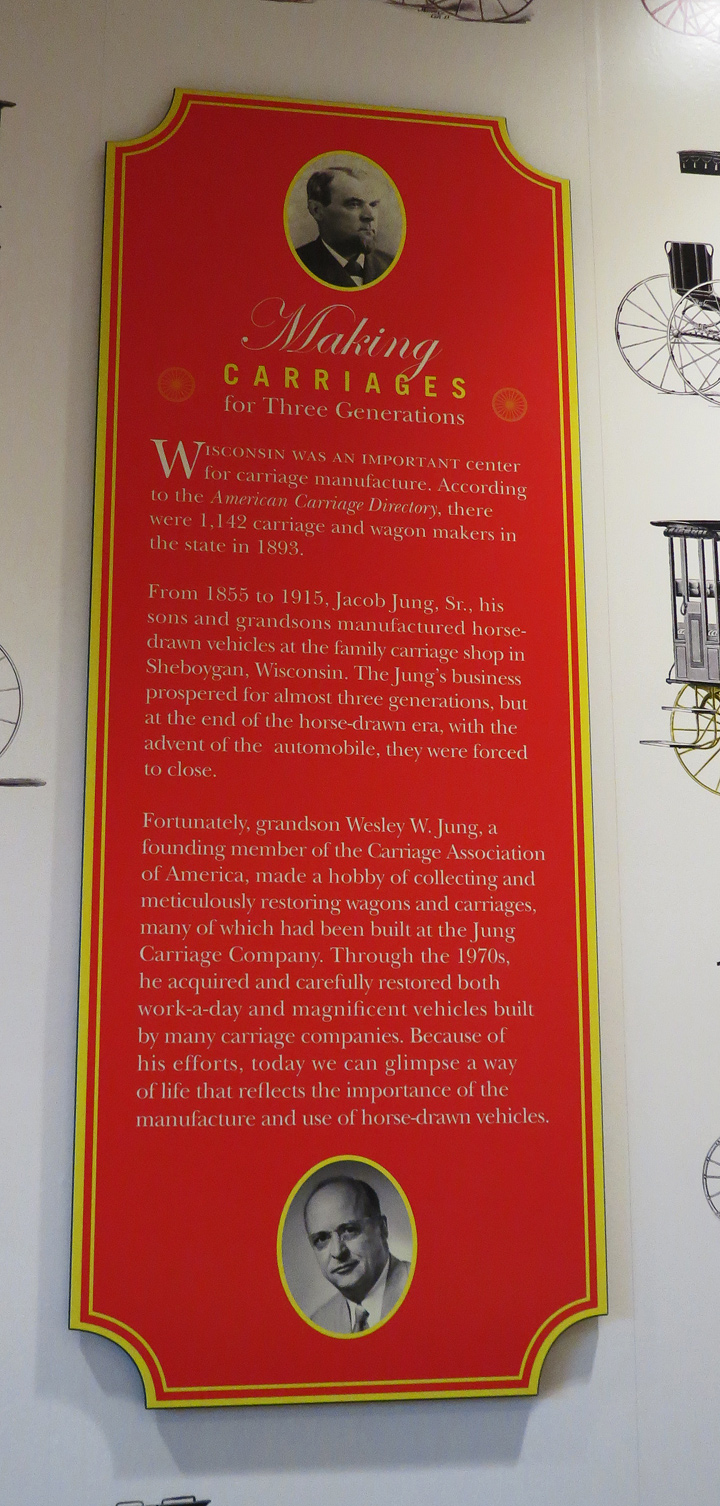 Making
CARRIAGES
for Three Generations
WISCONSIN WAS AN IMPORTANT center
for carriage manufacture. According
to the American Carriage Directory, there
were 1,142 carriage and wagon makers in
the state in 1893.
From 1855 to 1915, Jacob Jung, Sr., his
sons and grandsons manufactured horse-
drawn vehicles at the family carriage shop in
Sheboygan, Wisconsin. The Jung's business
prospered for almost three generations, but
at the end of the horse-drawn era, with the
advent of the automobile, they were forced
to close.
Fortunately, grandson Wesley W. Jung, a
founding member of the Carriage Association
of America, made a hobby of collecting and
meticulously restoring wagons and carriages,
many of which had been built at the Jung
Carriage Company. Through the 1970s,
he acquired and carefully restored both
work-a-day and magnificent vehicles built
by many carriage companies. Because of
his efforts, today we can glimpse a way
of life that reflects the importance of the
manufacture and use of horse-drawn vehicles.